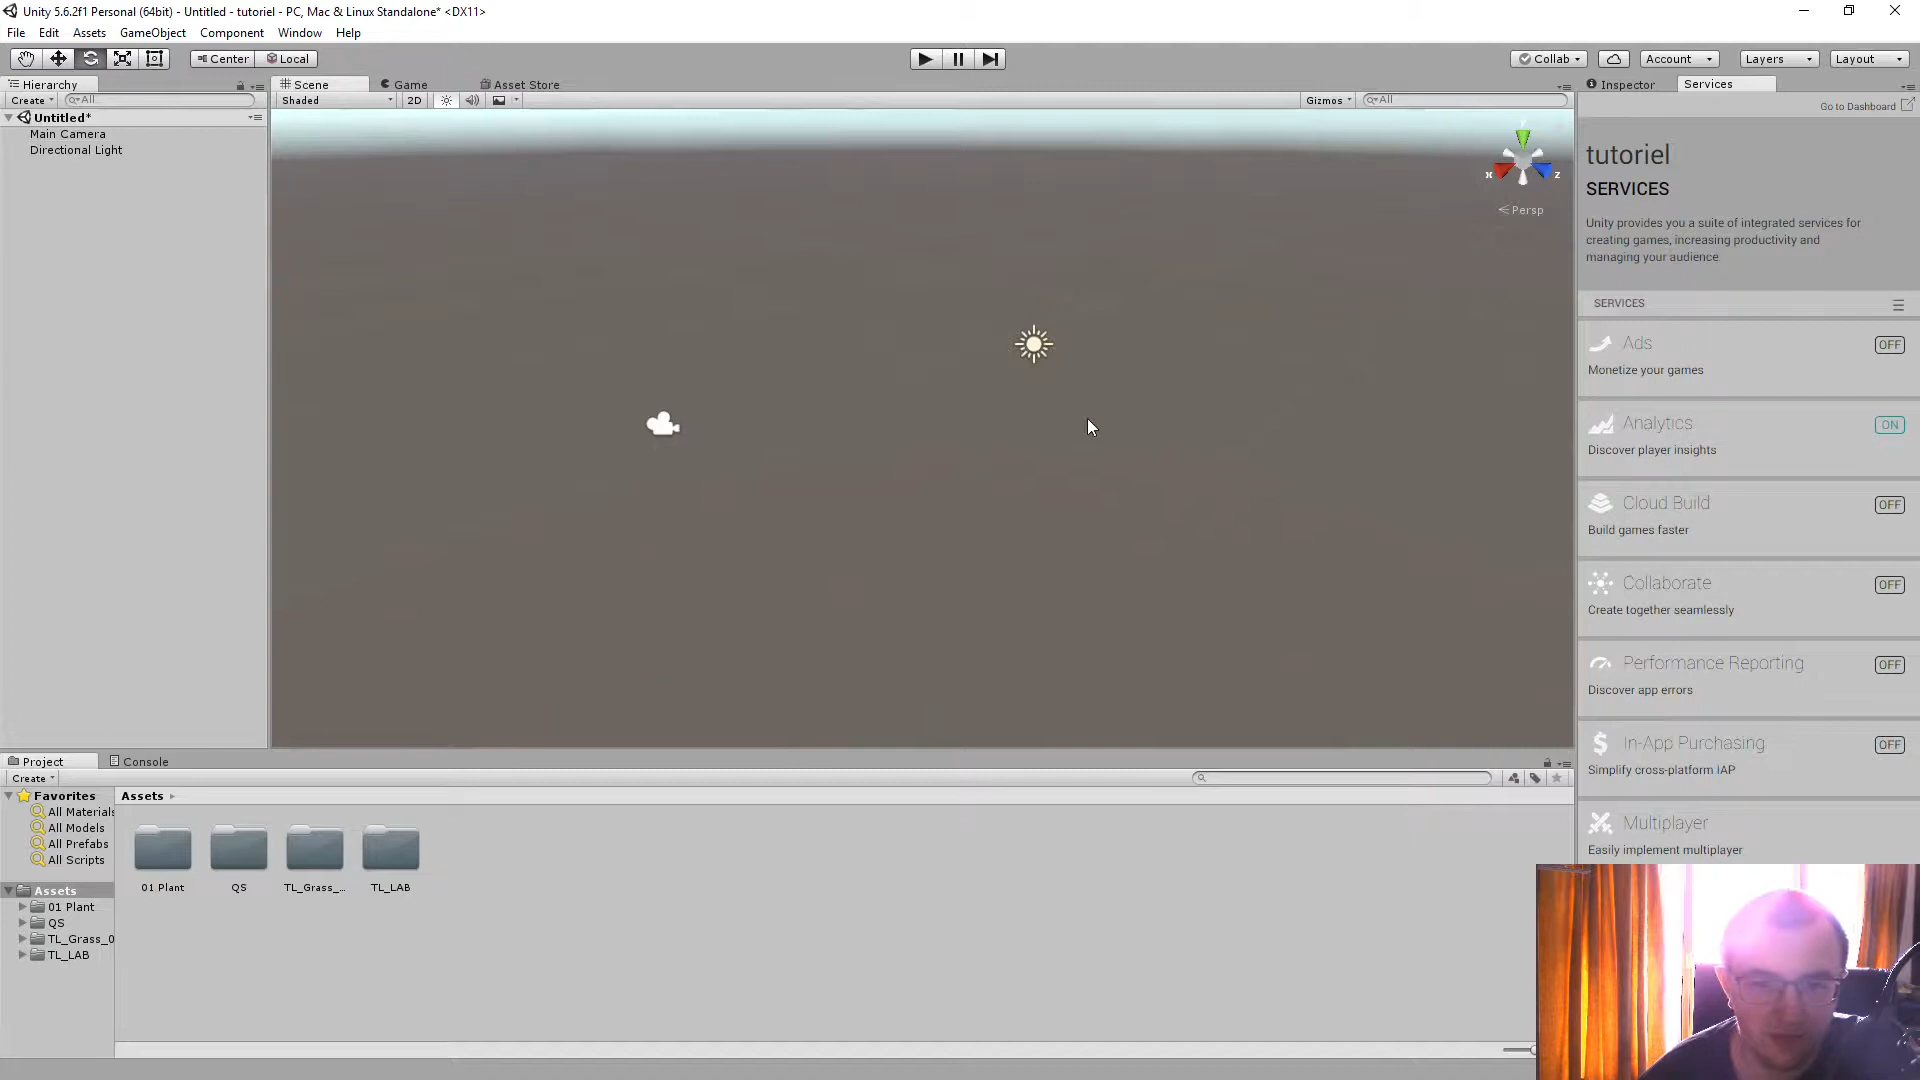 Unity 5.6.2f1 Personal (64bit) - Untitled - tutoriel - PC, Mac & Linux Standalone* <DX11>
File Edit Assets GameObject Component Window Help
Center Local Collab Account Layers Layout
Hierarchy Scene Game Asset Store Inspector Services
Create All Shaded 2D Gizmos All Go to Dashboard
Untitled*
Main Camera
Directional Light
y
x z
Persp
tutoriel
SERVICES
Unity provides you a suite of integrated services for
creating games, increasing productivity and
managing your audience.
SERVICES
Ads OFF
Monetize your games
Analytics ON
Discover player insights
Cloud Build OFF
Build games faster
Collaborate OFF
Create together seamlessly
Performance Reporting OFF
Discover app errors
In-App Purchasing OFF
Simplify cross-platform IAP
Multiplayer
Easily implement multiplayer
Project Console
Create
Favorites
All Materials
All Models
All Prefabs
All Scripts
Assets
01 Plant
QS
TL_Grass_0
TL_LAB
Assets
01 Plant QS TL_Grass_... TL_LAB